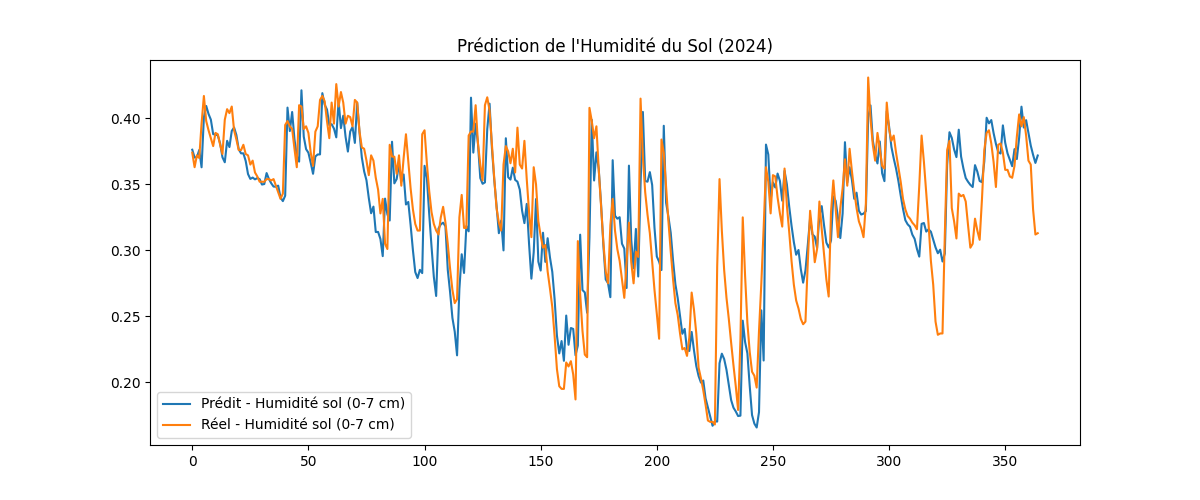 Prédiction de l'Humidité du Sol (2024)
0.40
0.35
0.30
0.25
0.20
Prédit - Humidité sol (0-7 cm)
Réel - Humidité sol (0-7 cm)
0 50 100 150 200 250 300 350